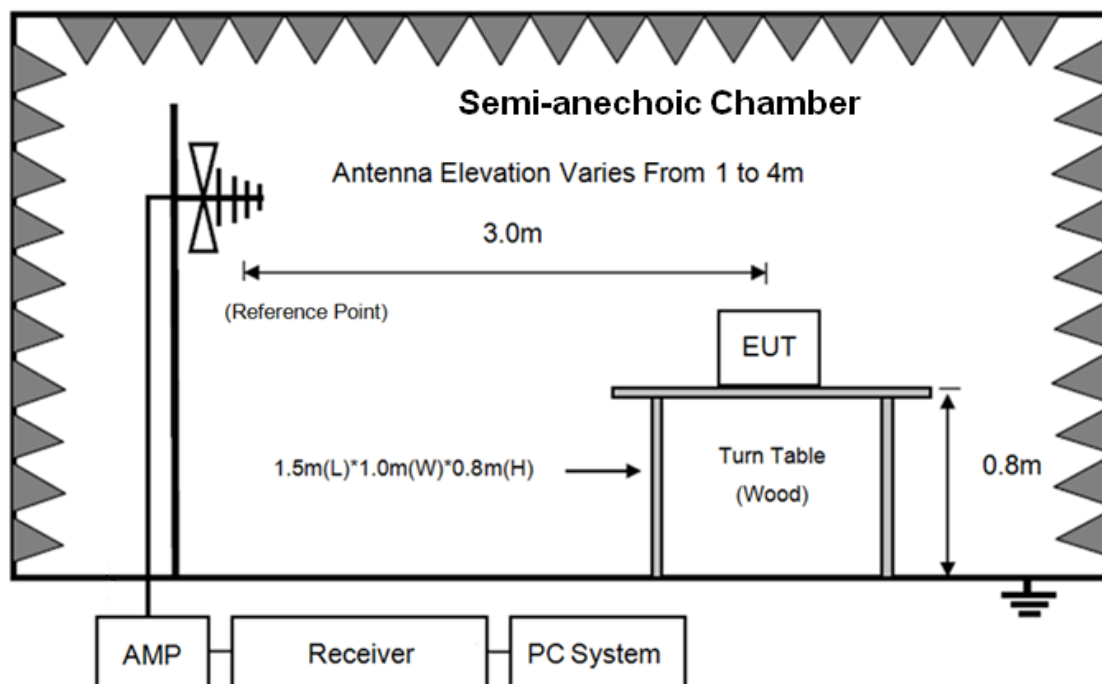 Semi-anechoic Chamber
Antenna Elevation Varies From 1 to 4m
3.0m
(Reference Point)
EUT
1.5m(L)*1.0m(W)*0.8m(H)
Turn Table
(Wood)
0.8m
AMP
Receiver
PC System